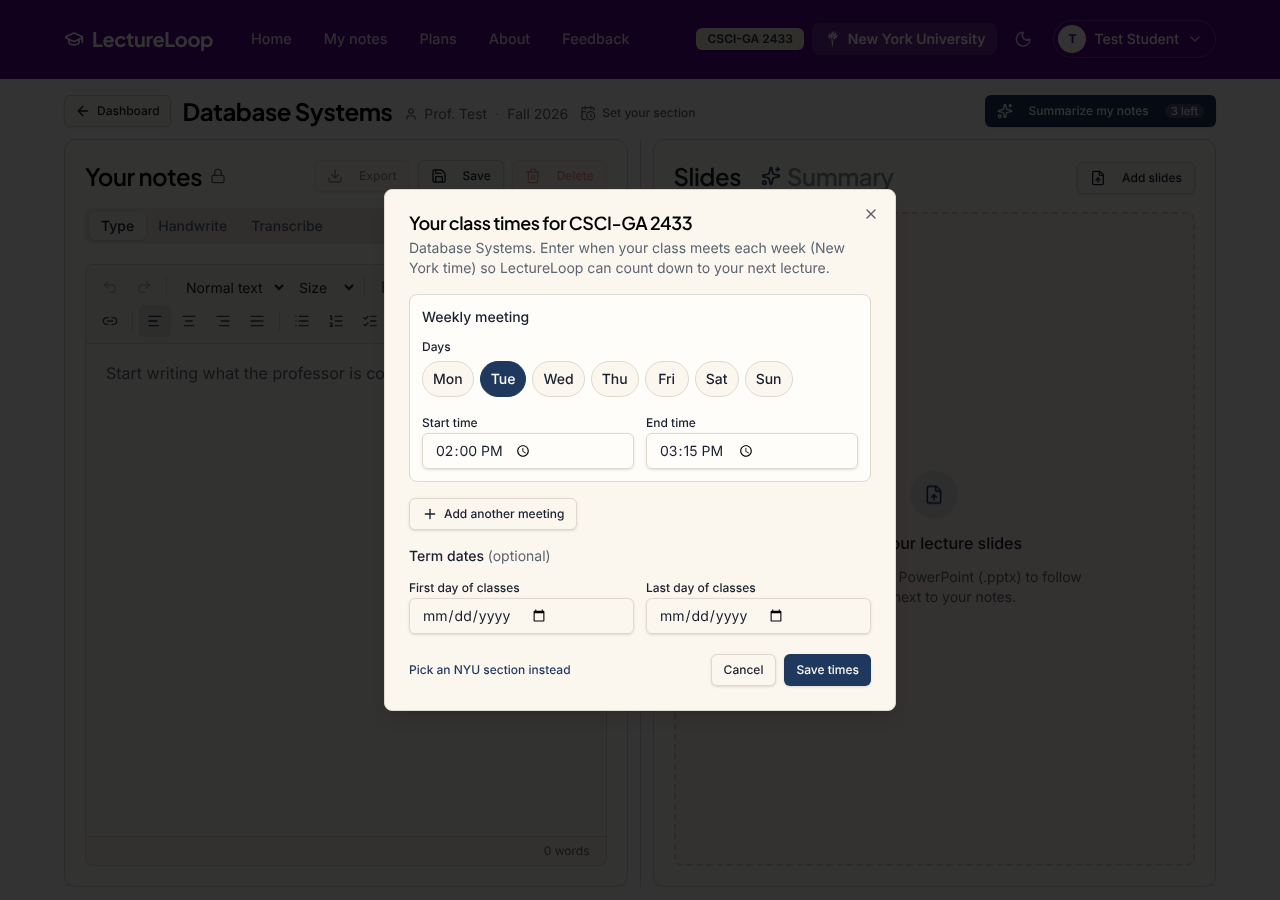 LectureLoop
Home
My notes
Plans
About
Feedback
CSCI-GA 2433
New York University
T
Test Student
Dashboard
Database Systems
Prof. Test · Fall 2026
Set your section
Summarize my notes
3 left
Your notes
Export
Save
Delete
Slides
Summary
Add slides
Type
Handwrite
Transcribe
Normal text
Size
Start writing what the professor is
0 words
our lecture slides
PowerPoint (.pptx) to follow
next to your notes.
Your class times for CSCI-GA 2433
Database Systems. Enter when your class meets each week (New
York time) so LectureLoop can count down to your next lecture.
Weekly meeting
Days
Mon
Tue
Wed
Thu
Fri
Sat
Sun
Start time
End time
02:00 PM
03:15 PM
Add another meeting
Term dates (optional)
First day of classes
Last day of classes
mm/dd/yyyy
mm/dd/yyyy
Pick an NYU section instead
Cancel
Save times